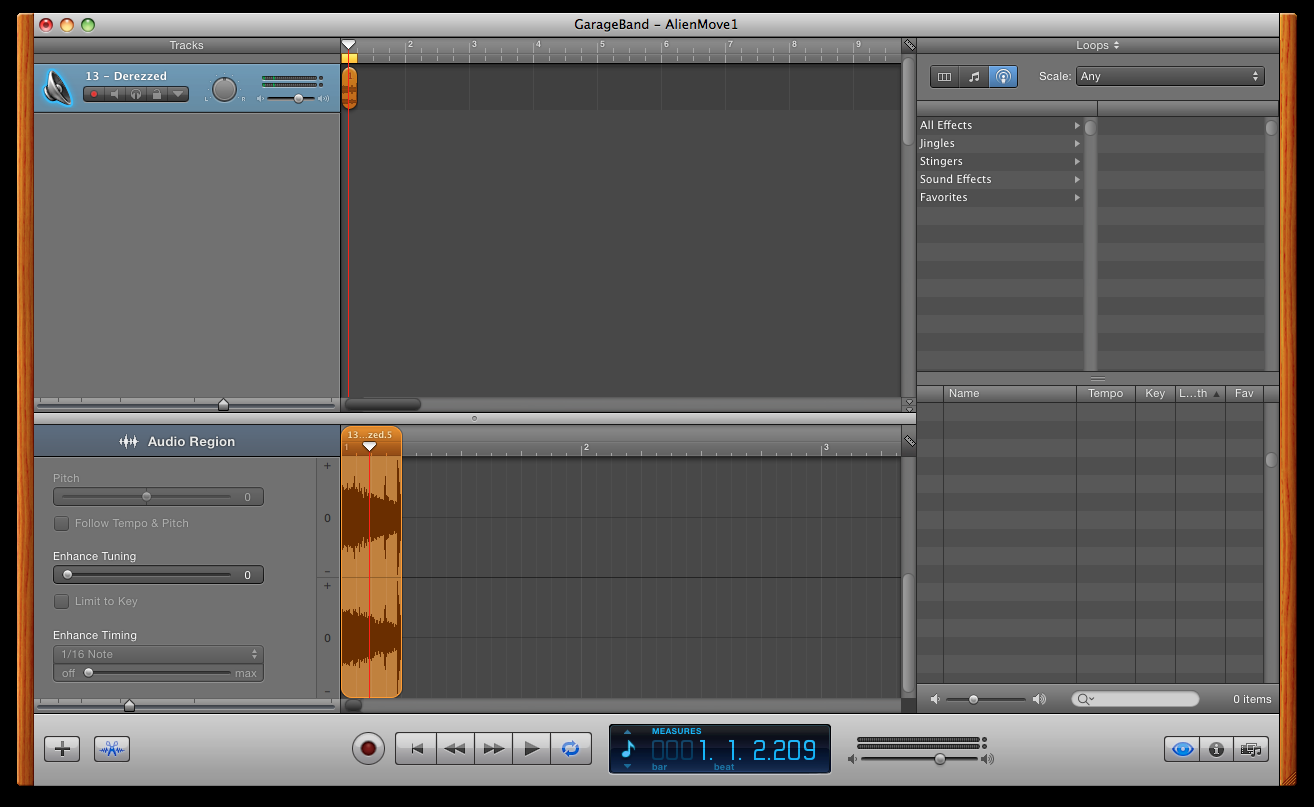 GarageBand – AlienMove1
Tracks
2 3 4 5 6 7 8 9
Loops
13 – Derezzed
L R
1
Scale: Any
All Effects
Jingles
Stingers
Sound Effects
Favorites
Name Tempo Key L...th Fav
Audio Region
13...zed.5
1 2 3
Pitch
0
Follow Tempo & Pitch
Enhance Tuning
0
Limit to Key
Enhance Timing
1/16 Note
off max
+
0
–
+
0
–
0 items
MEASURES
0001. 1. 2.209
bar beat